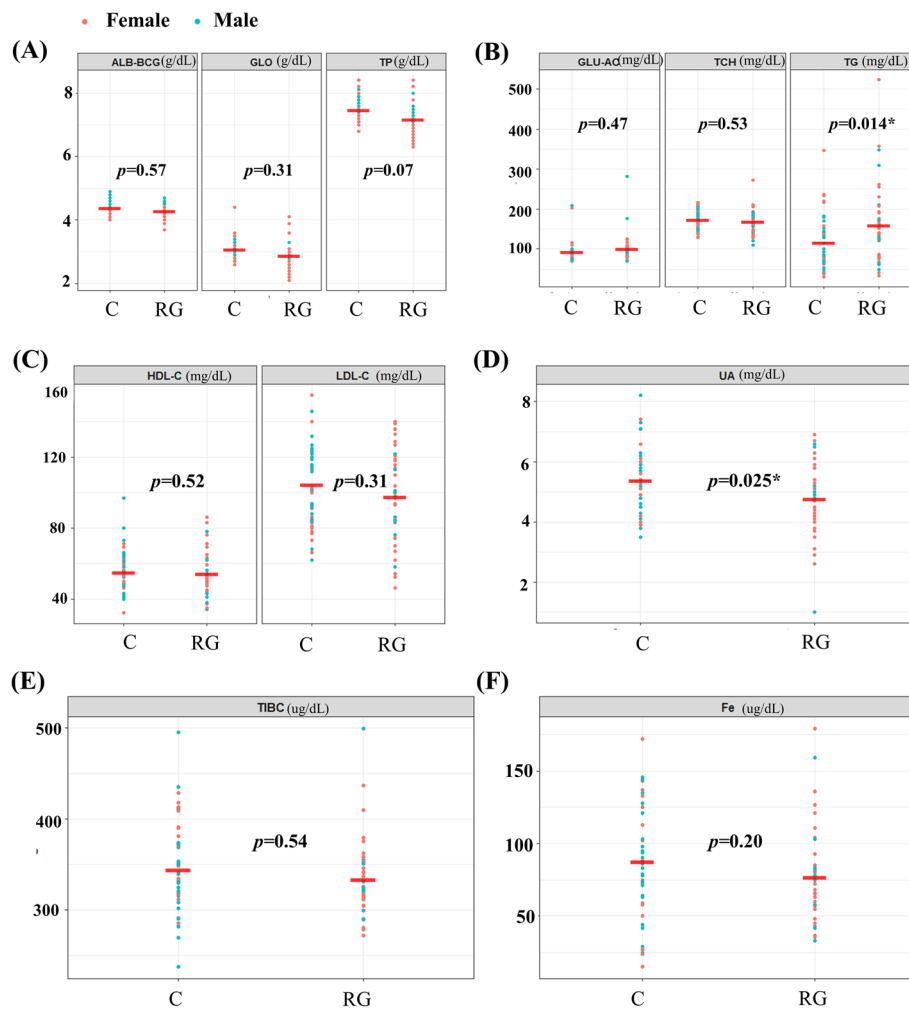 Female Male
(A)
ALB-BCG (g/dL) GLO (g/dL) TP (g/dL)
8
6
4
2
p=0.57 p=0.31 p=0.07
C RG C RG C RG
(B)
GLU-AC (mg/dL) TCH (mg/dL) TG (mg/dL)
500
400
300
200
100
p=0.47 p=0.53 p=0.014*
C RG C RG C RG
(C)
HDL-C (mg/dL) LDL-C (mg/dL)
160
120
80
40
p=0.52 p=0.31
C RG C RG
(D)
UA (mg/dL)
8
6
4
2
p=0.025*
C RG
(E)
TIBC (ug/dL)
500
400
300
p=0.54
C RG
(F)
Fe (ug/dL)
150
100
50
p=0.20
C RG